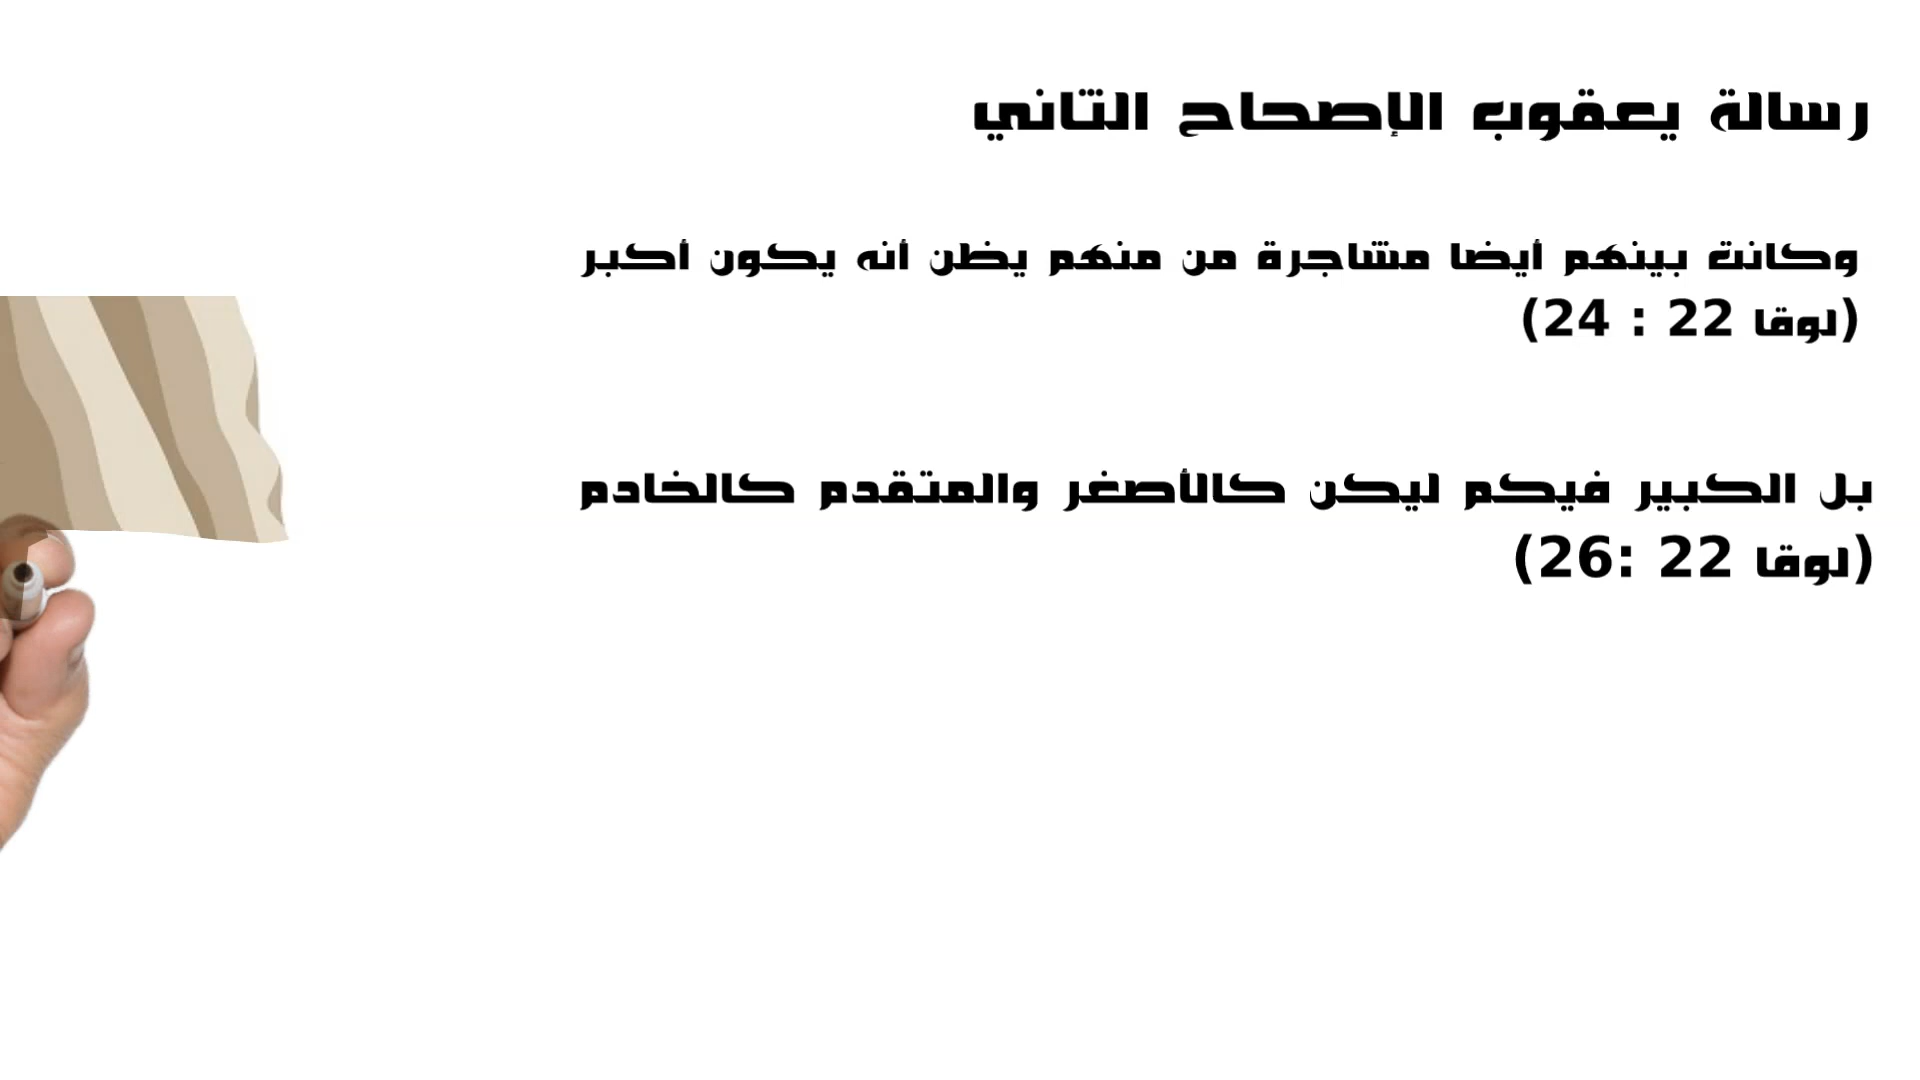 رسالة يعقوب الإصحاح الثاني
وكانت بينهم أيضا مشاجرة من منهم يظن أنه يكون أكبر
(لوقا 22 : 24)
بل الكبير فيكم ليكن كالأصغر والمتقدم كالخادم
(لوقا 22 :26)